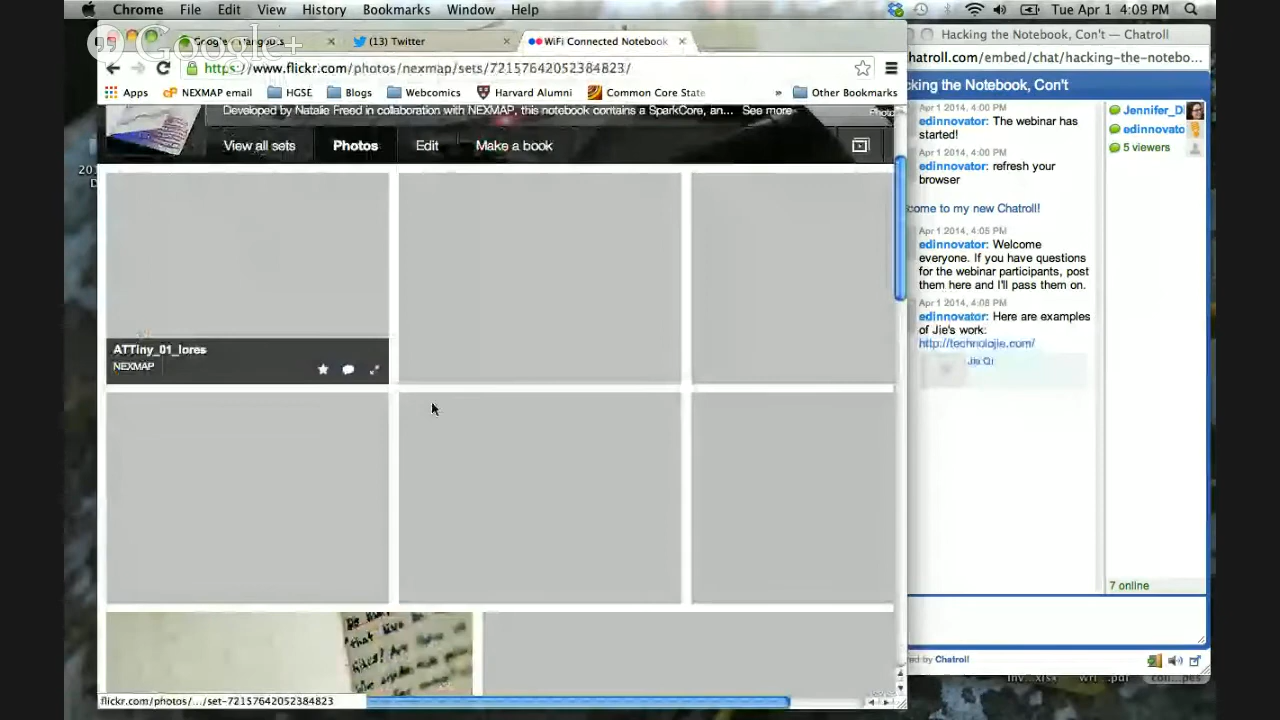 Chrome File Edit View History Bookmarks Window Help
Tue Apr 1 4:09 PM
Google+
(13) Twitter
WiFi Connected Notebook
https://www.flickr.com/photos/nexmap/sets/72157642052384823/
Apps NEXMAP email HGSE Blogs Webcomics Harvard Alumni Common Core State » Other Bookmarks
Developed by Natalie Freed in collaboration with NEXMAP, this notebook contains a SparkCore, an... See more
View all sets Photos Edit Make a book
ATTiny_01_lores
NEXMAP
that live
flickr.com/photos/.../set-72157642052384823
Hacking the Notebook, Con't — Chatroll
hatroll.com/embed/chat/hacking-the-notebo...
cking the Notebook, Con't
Apr 1 2014, 4:00 PM
edinnovator: The webinar has
started!
Apr 1 2014, 4:00 PM
edinnovator: refresh your
browser
come to my new Chatroll!
Apr 1 2014, 4:05 PM
edinnovator: Welcome
everyone. If you have questions
for the webinar participants, post
them here and I'll pass them on.
Apr 1 2014, 4:08 PM
edinnovator: Here are examples
of Jie's work:
http://technolojie.com/
Jie Qi
Jennifer_D
edinnovato
5 viewers
7 online
ed by Chatroll